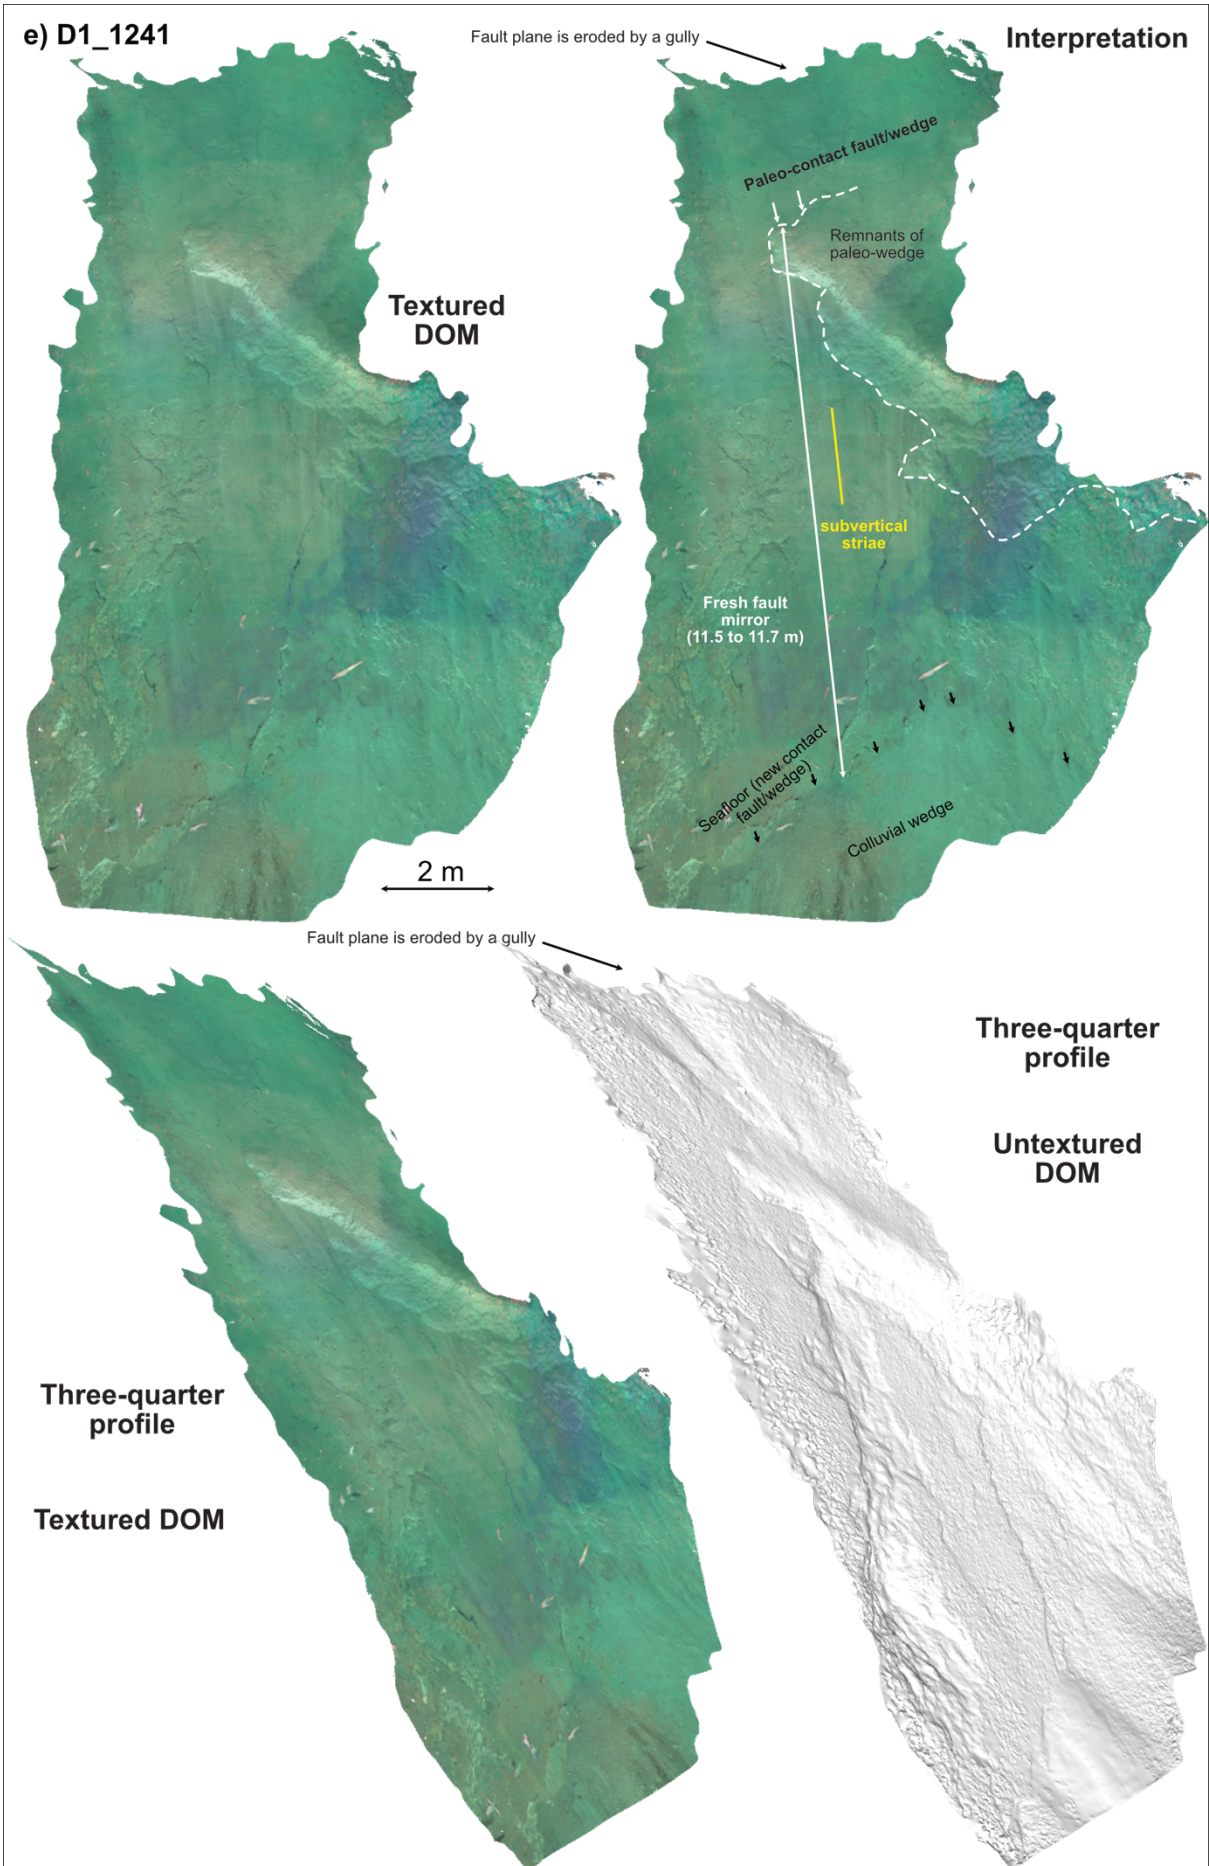 e) D1_1241
Fault plane is eroded by a gully
Interpretation
Paleo-contact fault/wedge
Remnants of
paleo-wedge
Textured
DOM
subvertical
striae
Fresh fault
mirror
(11.5 to 11.7 m)
Seafloor (new contact
fault/wedge)
Colluvial wedge
2 m
Fault plane is eroded by a gully
Three-quarter
profile
Untextured
DOM
Three-quarter
profile
Textured DOM